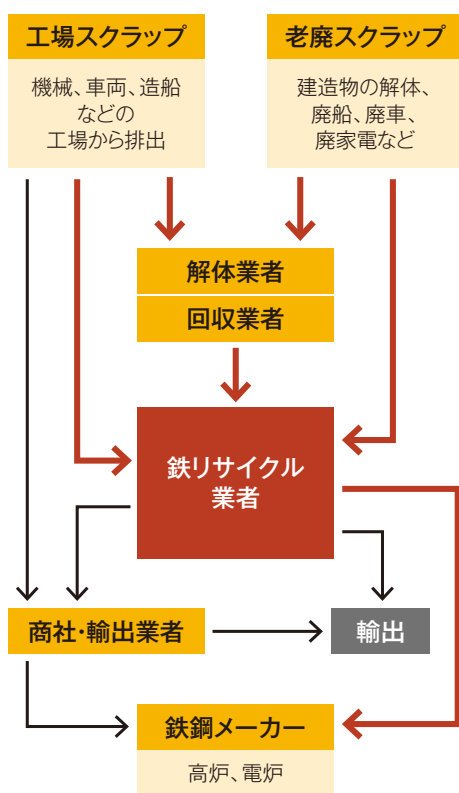 工場スクラップ
機械、車両、造船
などの
工場から排出
老廃スクラップ
建造物の解体、
廃船、廃車、
廃家電など
解体業者
回収業者
鉄リサイクル
業者
商社・輸出業者
輸出
鉄鋼メーカー
高炉、電炉